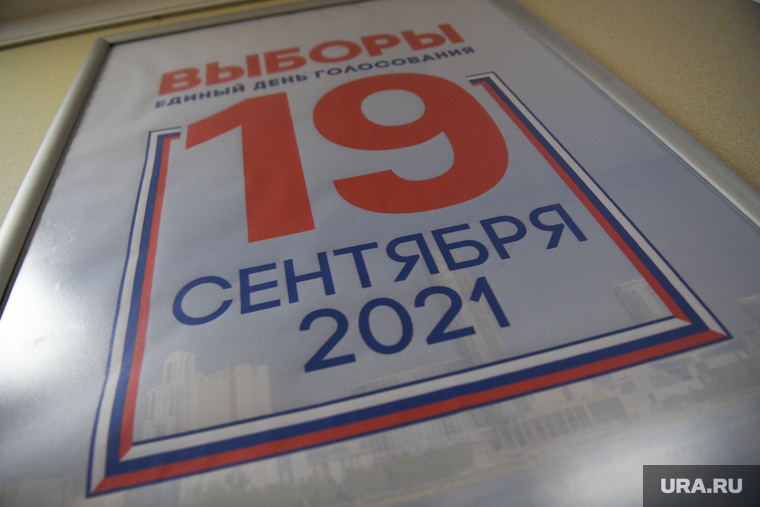 ВЫБОРЫ
ЕДИНЫЙ ДЕНЬ ГОЛОСОВАНИЯ
19
СЕНТЯБРЯ
2021
URA.RU